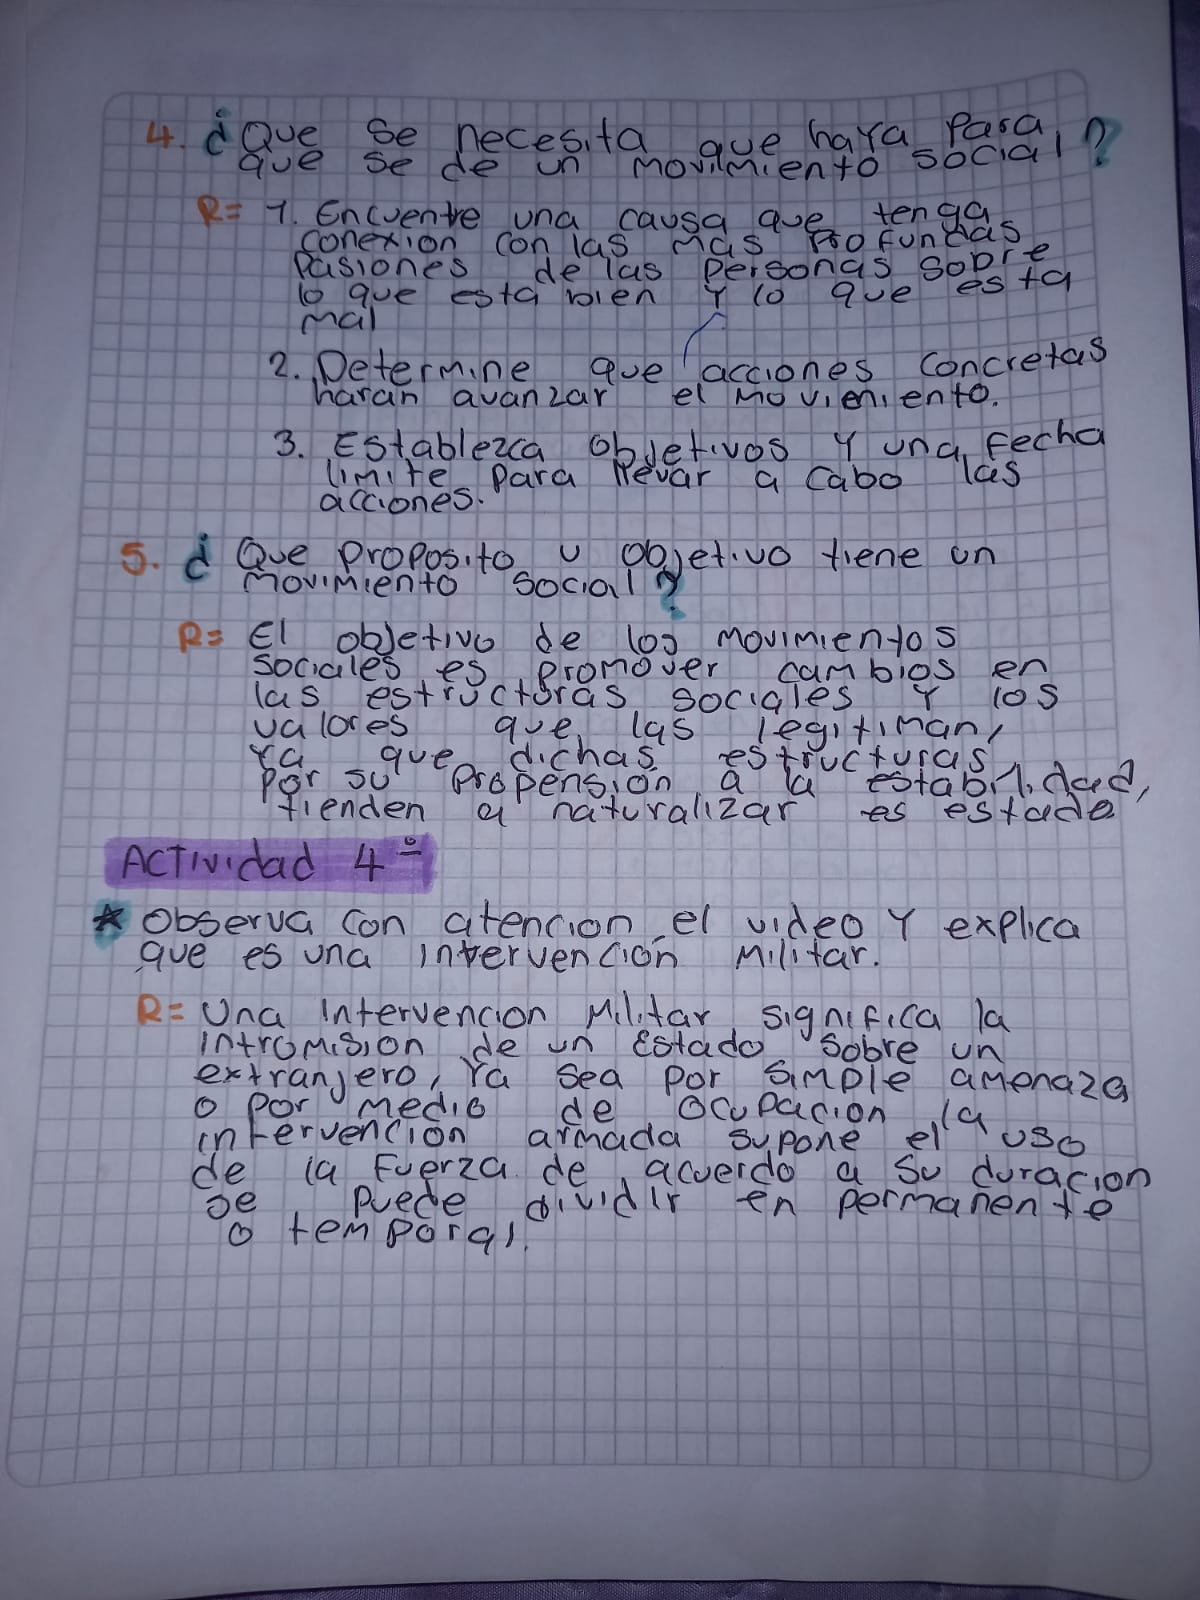 4. ¿Que se necesita que haya para
que se de un movimiento social?
R= 1. Encuentre una causa que tenga
conexion con las mas profundas
pasiones de las personas sobre
lo que esta bien y lo que esta
mal
2. Determine que acciones concretas
haran avanzar el movieniento.
3. Establezca objetivos y una fecha
limite para llevar a cabo las
acciones.
5. ¿Que proposito u objetivo tiene un
movimiento social?
R= El objetivo de los movimientos
sociales es promover cambios en
las estructuras sociales y los
valores que las legitiman,
ya que dichas estructuras
por su propensión a la estabilidad,
tienden a naturalizar es estado
Actividad 4º
* Observa con atencion el video y explica
que es una intervención militar.
R= Una intervencion militar significa la
intromision de un Estado sobre un
extranjero, ya sea por simple amenaza
o por medio de ocupacion la
intervención armada supone el uso
de la fuerza de acuerdo a su duracion
se puede dividir en permanente
o temporal.